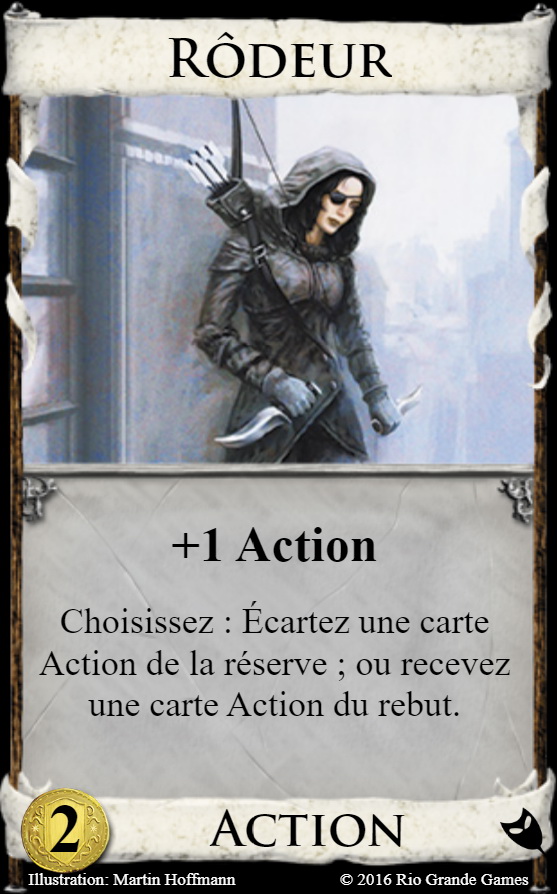 RÔDEUR
+1 Action
Choisissez : Écartez une carte
Action de la réserve ; ou recevez
une carte Action du rebut.
2
ACTION
Illustration: Martin Hoffmann
© 2016 Rio Grande Games